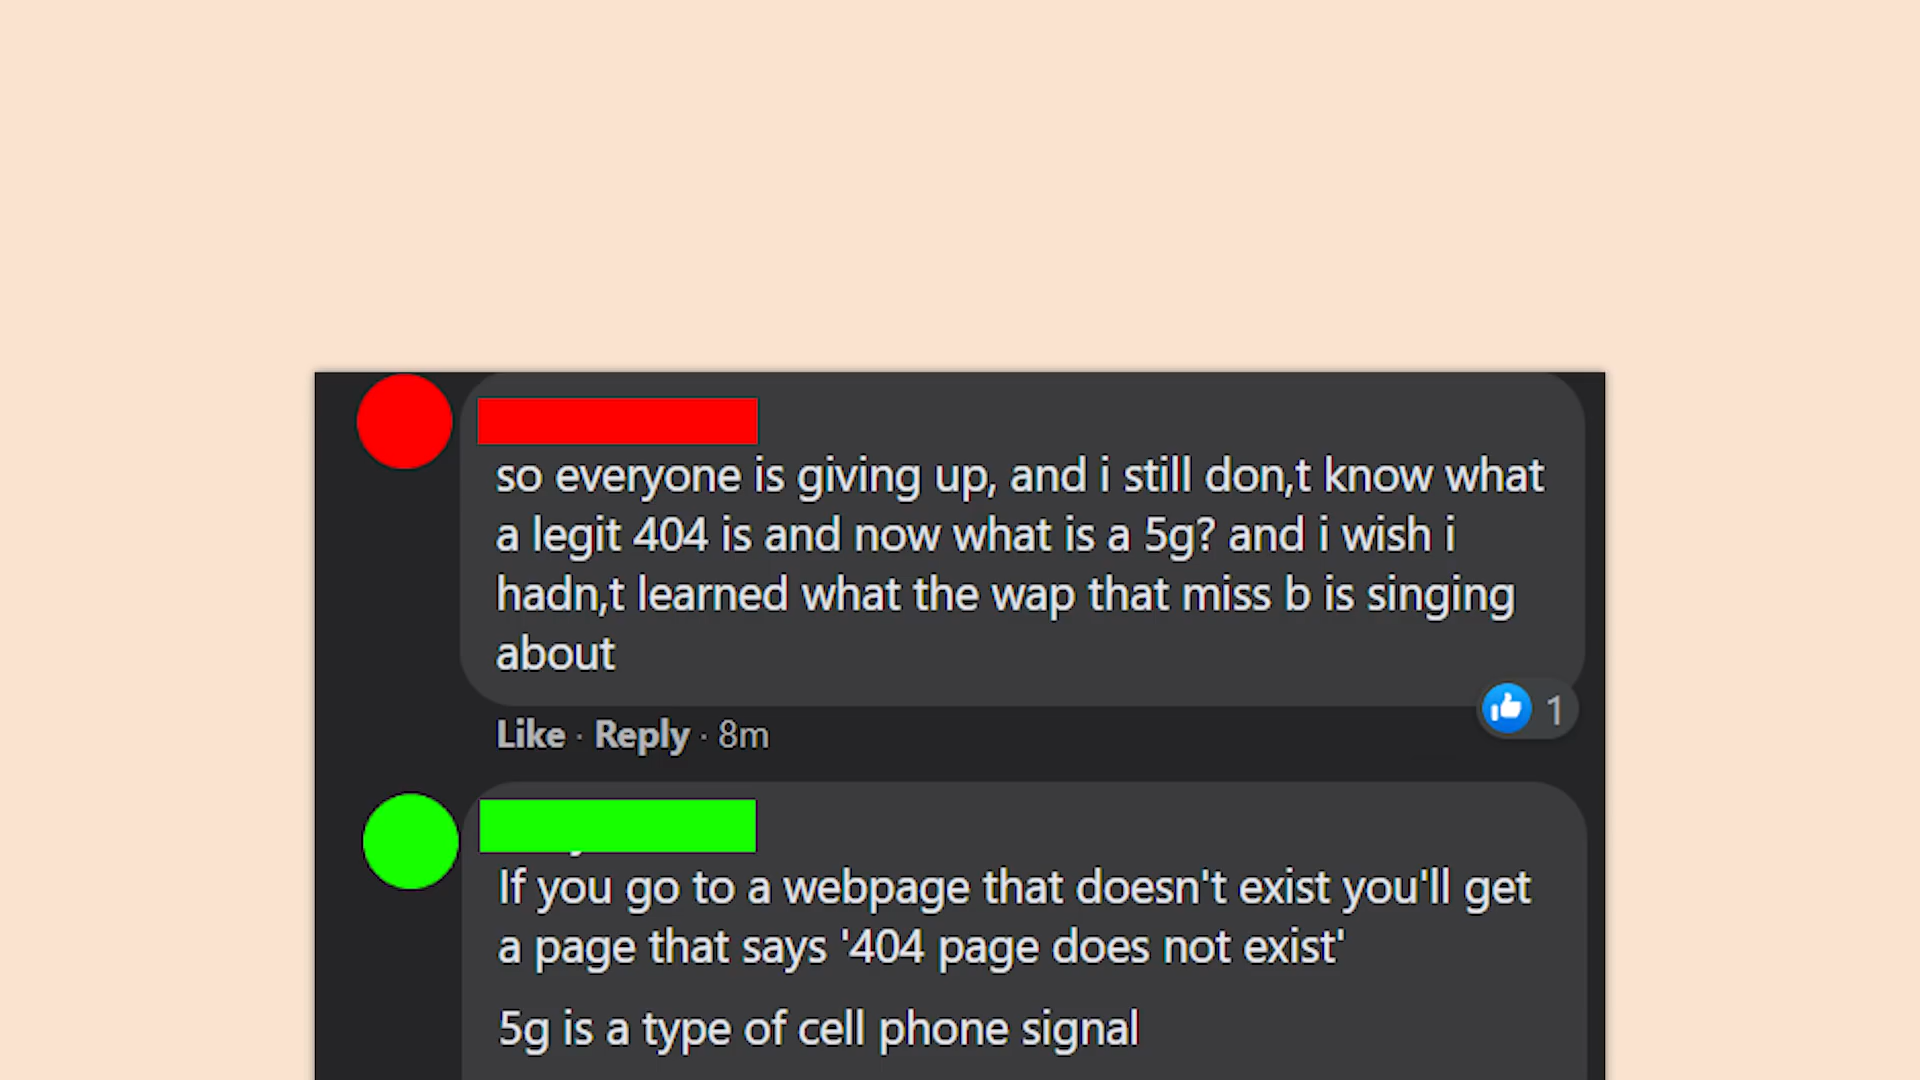 so everyone is giving up, and i still don,t know what
a legit 404 is and now what is a 5g? and i wish i
hadn,t learned what the wap that miss b is singing
about
Like · Reply · 8m
1
If you go to a webpage that doesn't exist you'll get
a page that says '404 page does not exist'
5g is a type of cell phone signal